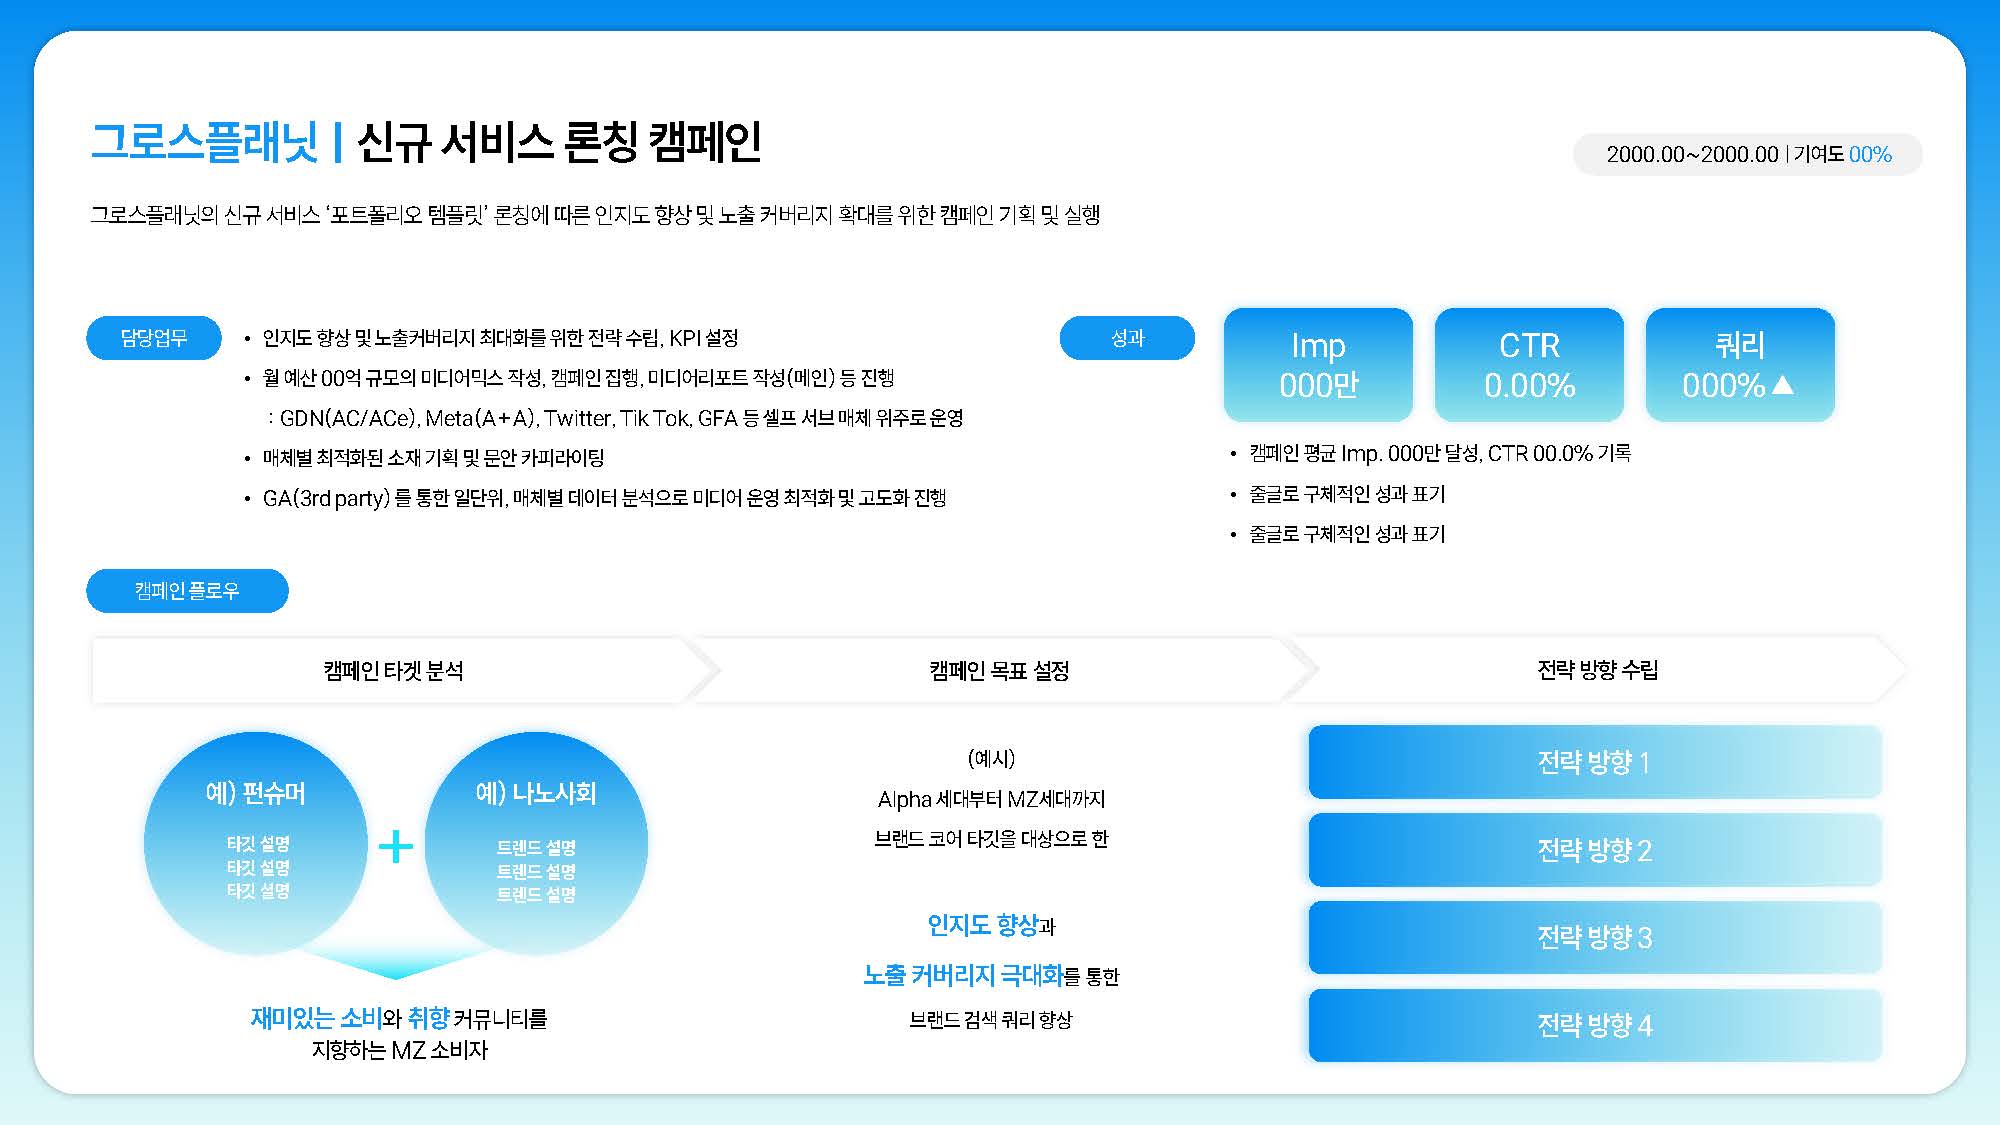 그로스플래닛 | 신규 서비스 론칭 캠페인
2000.00~2000.00 | 기여도 00%
그로스플래닛의 신규 서비스 ‘포트폴리오 템플릿’ 론칭에 따른 인지도 향상 및 노출 커버리지 확대를 위한 캠페인 기획 및 실행
담당업무
• 인지도 향상 및 노출커버리지 최대화를 위한 전략 수립, KPI 설정
• 월 예산 00억 규모의 미디어믹스 작성, 캠페인 집행, 미디어리포트 작성(메인) 등 진행
: GDN(AC/ACe), Meta(A+A), Twitter, Tik Tok, GFA 등 셀프 서브 매체 위주로 운영
• 매체별 최적화된 소재 기획 및 문안 카피라이팅
• GA(3rd party) 를 통한 일단위, 매체별 데이터 분석으로 미디어 운영 최적화 및 고도화 진행
성과
Imp
000만
CTR
0.00%
쿼리
000%▲
• 캠페인 평균 Imp. 000만 달성, CTR 00.0% 기록
• 줄글로 구체적인 성과 표기
• 줄글로 구체적인 성과 표기
캠페인 플로우
캠페인 타겟 분석
캠페인 목표 설정
전략 방향 수립
예) 펀슈머
타깃 설명
타깃 설명
타깃 설명
+
예) 나노사회
트렌드 설명
트렌드 설명
트렌드 설명
재미있는 소비와 취향 커뮤니티를
지향하는 MZ 소비자
(예시)
Alpha 세대부터 MZ세대까지
브랜드 코어 타깃을 대상으로 한
인지도 향상과
노출 커버리지 극대화를 통한
브랜드 검색 쿼리 향상
전략 방향 1
전략 방향 2
전략 방향 3
전략 방향 4